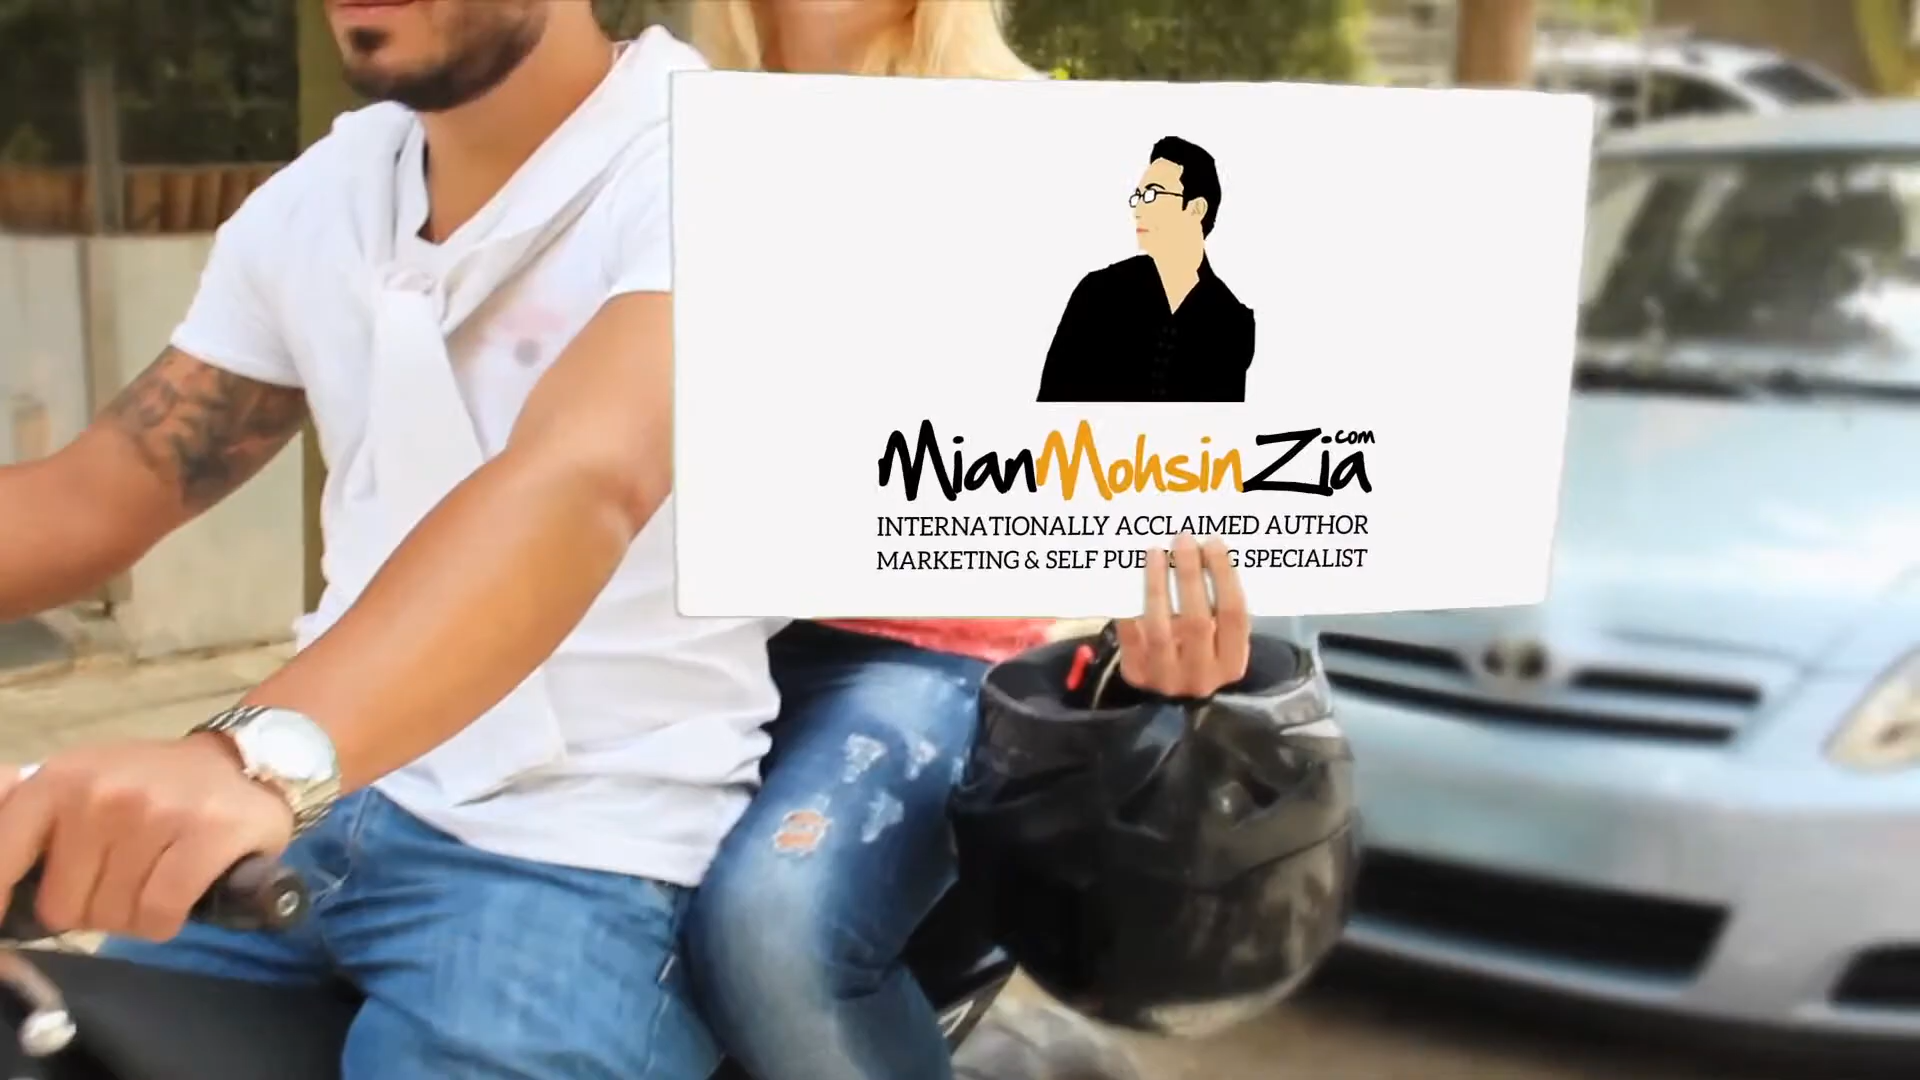 MianMohsinZia.com
INTERNATIONALLY ACCLAIMED AUTHOR
MARKETING & SELF SPECIALIST